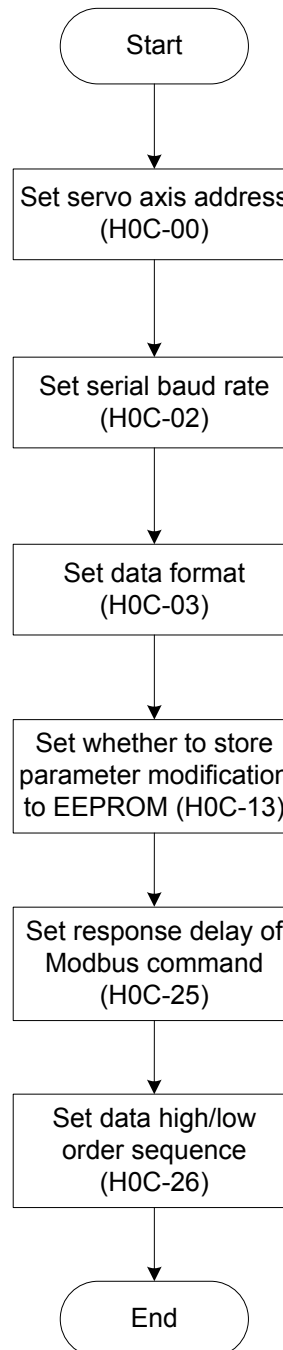 Start
Set servo axis address
(H0C-00)
Set serial baud rate
(H0C-02)
Set data format
(H0C-03)
Set whether to store
parameter modification
to EEPROM (H0C-13)
Set response delay of
Modbus command
(H0C-25)
Set data high/low
order sequence
(H0C-26)
End